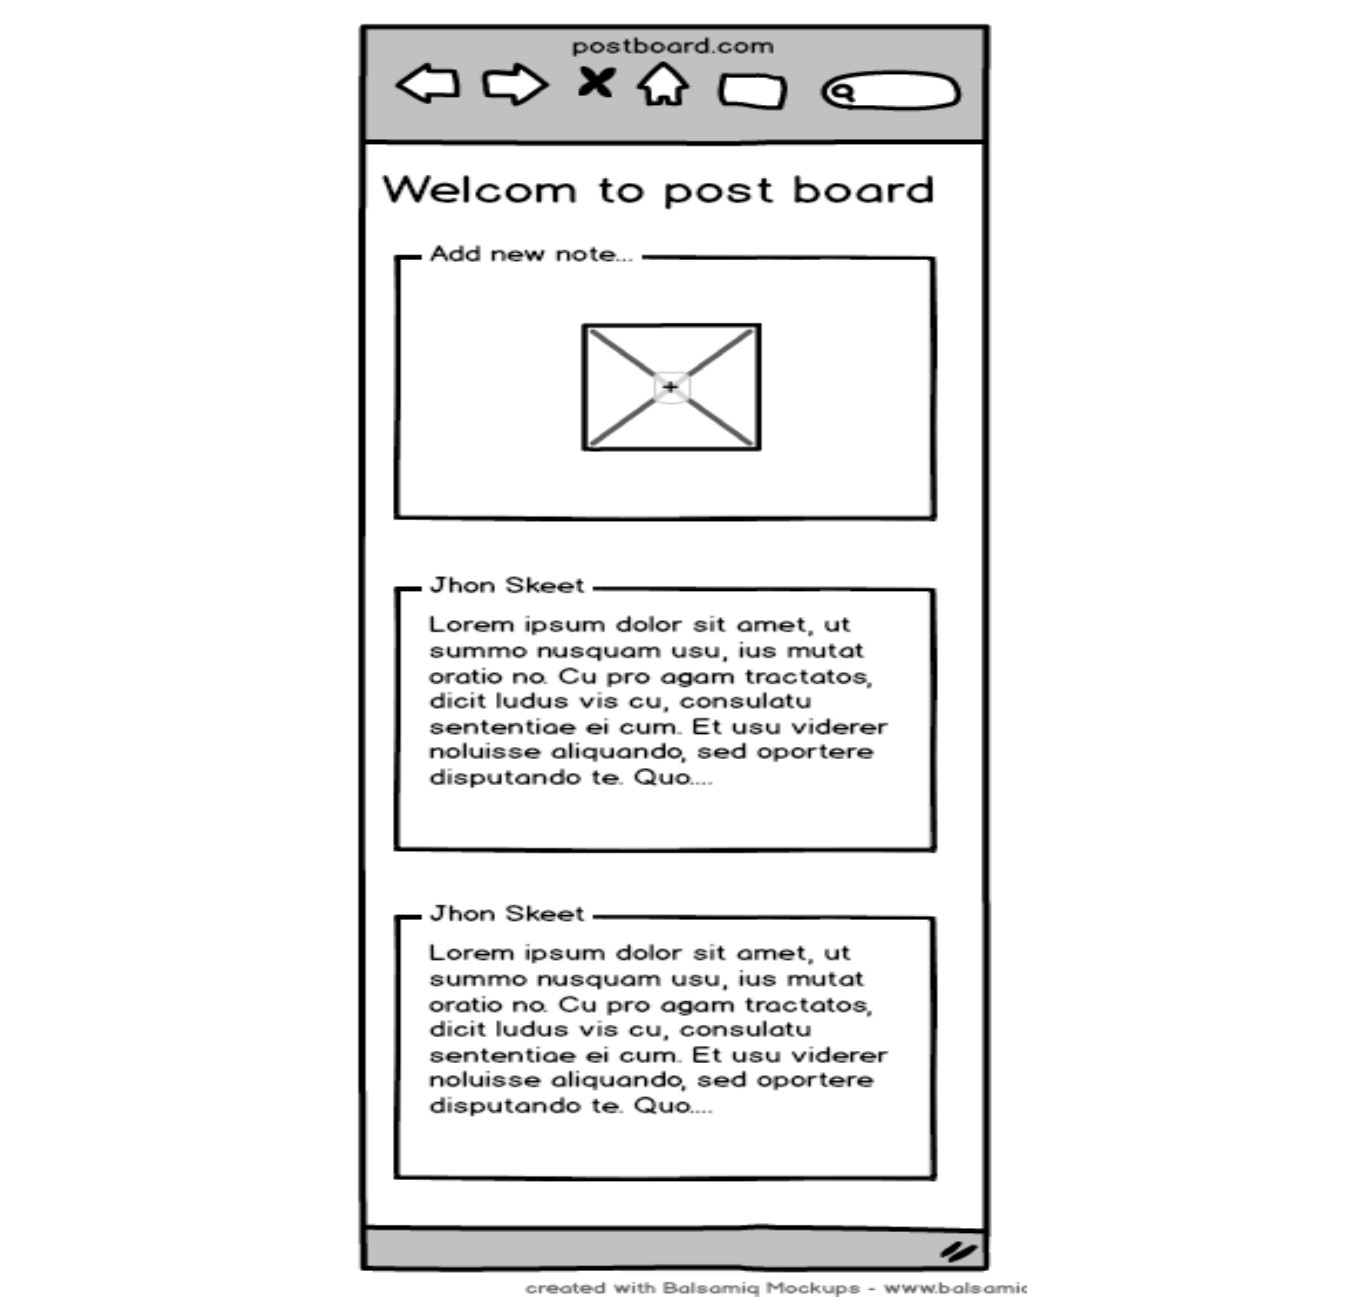 postboard.com
Welcom to post board
Add new note...
+
Jhon Skeet
Lorem ipsum dolor sit amet, ut
summo nusquam usu, ius mutat
oratio no. Cu pro agam tractatos,
dicit ludus vis cu, consulatu
sententiae ei cum. Et usu viderer
noluisse aliquando, sed oportere
disputando te. Quo....
Jhon Skeet
Lorem ipsum dolor sit amet, ut
summo nusquam usu, ius mutat
oratio no. Cu pro agam tractatos,
dicit ludus vis cu, consulatu
sententiae ei cum. Et usu viderer
noluisse aliquando, sed oportere
disputando te. Quo....
created with Balsamiq Mockups - www.balsamiq